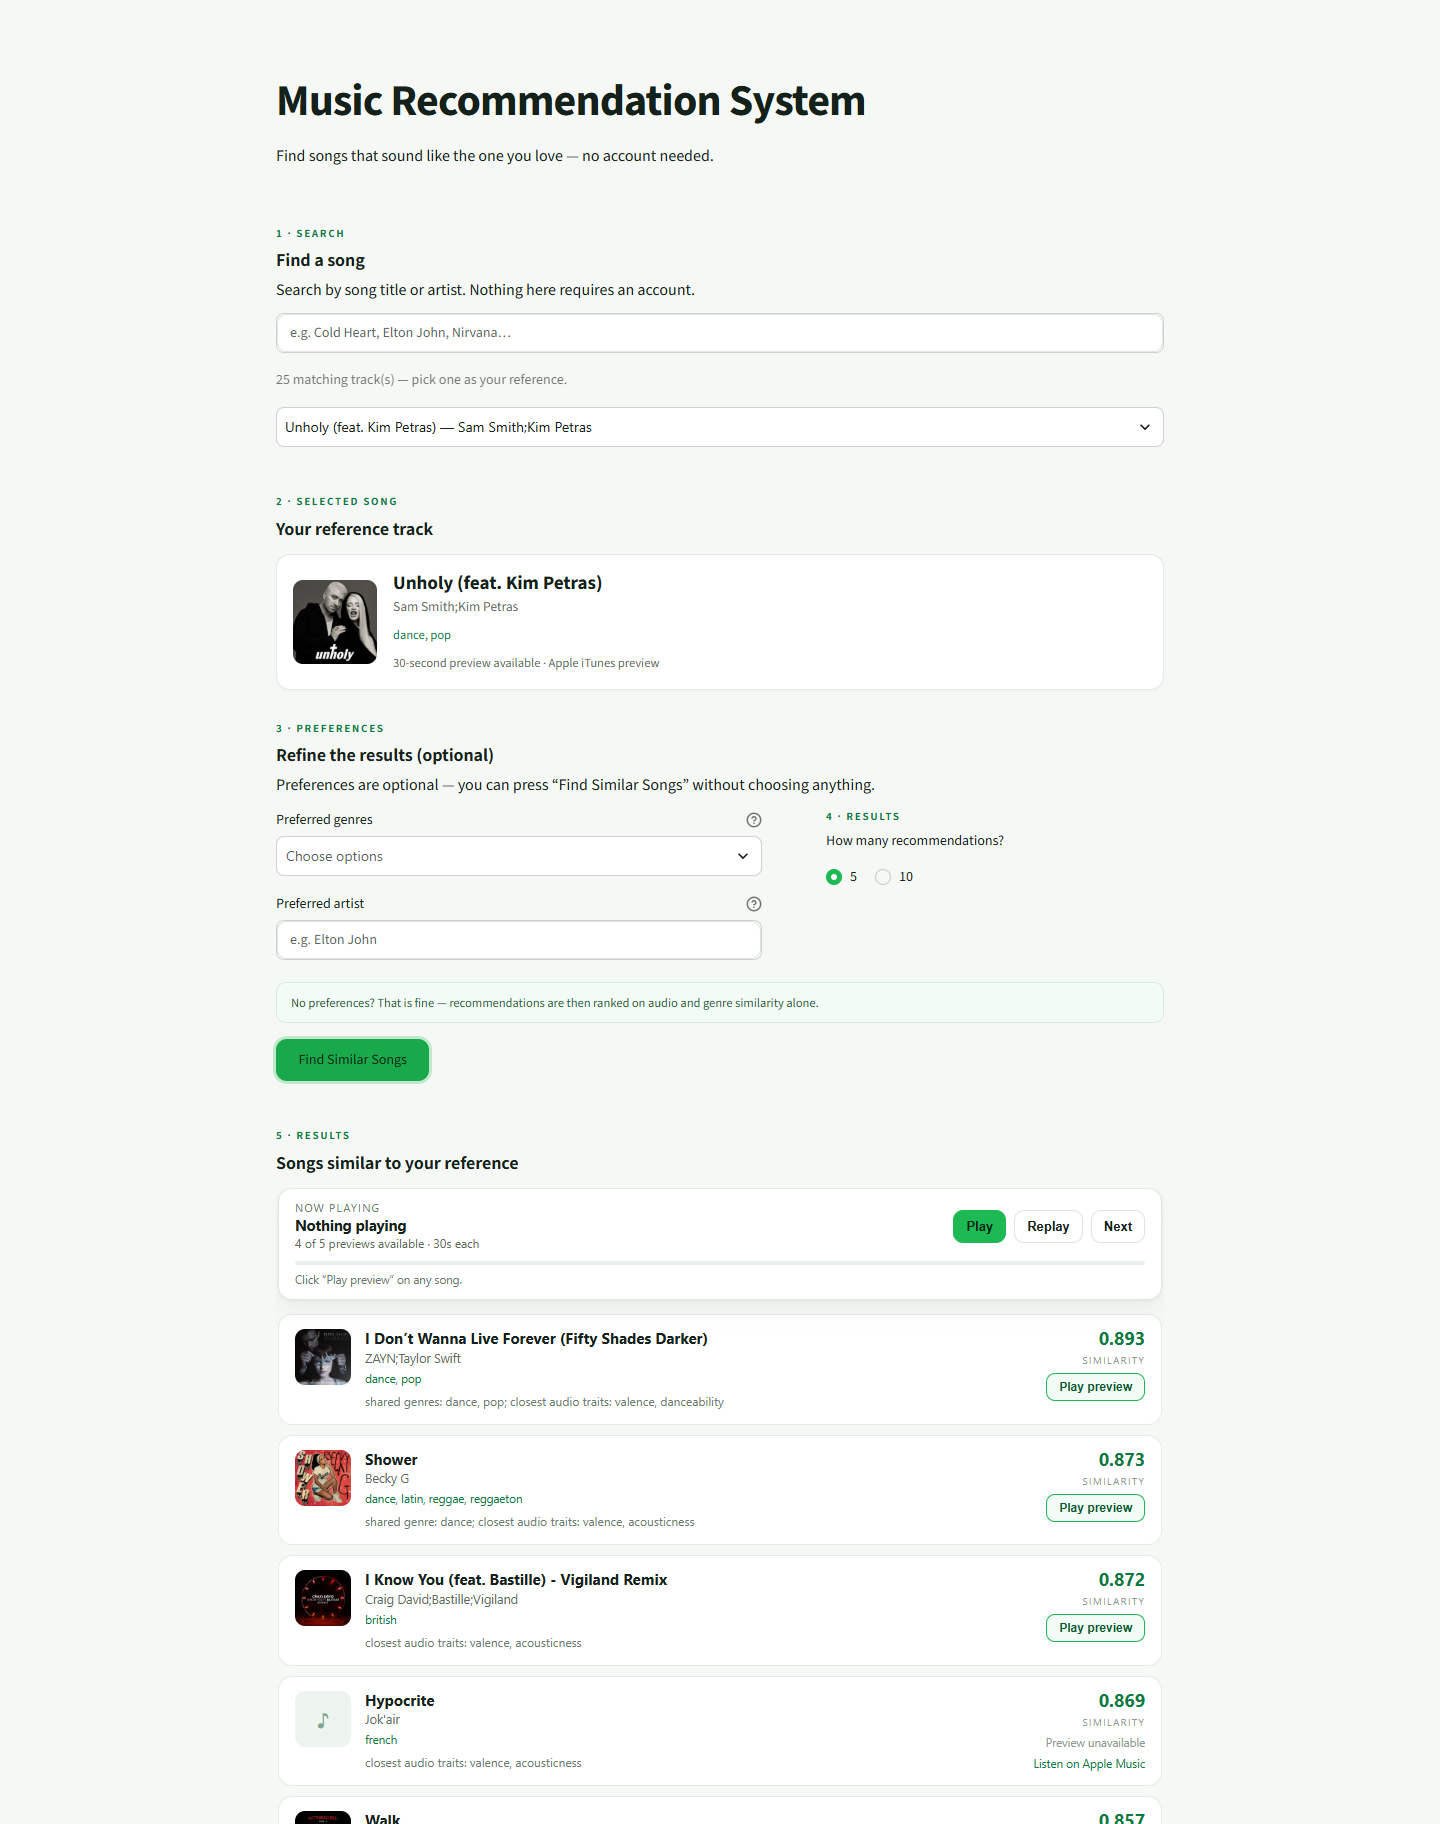 Music Recommendation System
Find songs that sound like the one you love — no account needed.
1 · SEARCH
Find a song
Search by song title or artist. Nothing here requires an account.
e.g. Cold Heart, Elton John, Nirvana…
25 matching track(s) — pick one as your reference.
Unholy (feat. Kim Petras) — Sam Smith;Kim Petras
2 · SELECTED SONG
Your reference track
unholy
Unholy (feat. Kim Petras)
Sam Smith;Kim Petras
dance, pop
30-second preview available · Apple iTunes preview
3 · PREFERENCES
Refine the results (optional)
Preferences are optional — you can press “Find Similar Songs” without choosing anything.
Preferred genres
Choose options
Preferred artist
e.g. Elton John
4 · RESULTS
How many recommendations?
5 10
No preferences? That is fine — recommendations are then ranked on audio and genre similarity alone.
Find Similar Songs
5 · RESULTS
Songs similar to your reference
NOW PLAYING
Nothing playing
4 of 5 previews available · 30s each
Play Replay Next
Click “Play preview” on any song.
I Don’t Wanna Live Forever (Fifty Shades Darker)
ZAYN;Taylor Swift
dance, pop
shared genres: dance, pop; closest audio traits: valence, danceability
0.893
SIMILARITY
Play preview
Shower
Becky G
dance, latin, reggae, reggaeton
shared genre: dance; closest audio traits: valence, acousticness
0.873
SIMILARITY
Play preview
I Know You (feat. Bastille) - Vigiland Remix
Craig David;Bastille;Vigiland
british
closest audio traits: valence, acousticness
0.872
SIMILARITY
Play preview
Hypocrite
Jok'air
french
closest audio traits: valence, acousticness
0.869
SIMILARITY
Preview unavailable
Listen on Apple Music
Walk
0.857